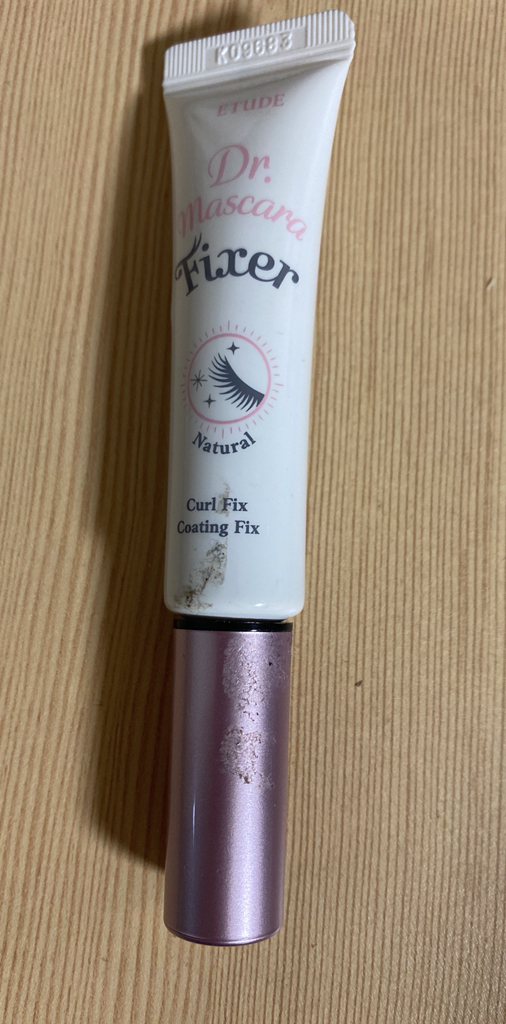 K09693
ETUDE
Dr.
Mascara
Fixer
Natural
Curl Fix
Coating Fix